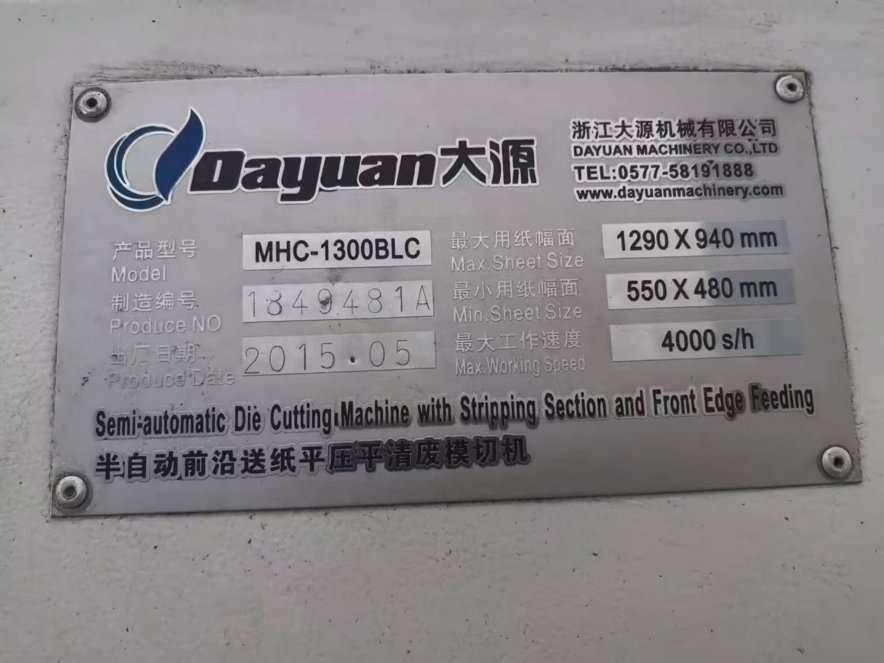 Dayuan大源
浙江大源机械有限公司
DAYUAN MACHINERY CO.,LTD
TEL:0577-58191888
www.dayuanmachinery.com
产品型号 MHC-1300BLC
Model
制造编号 1349481A
Produce NO
出厂日期 2015.05
Produce Date
最大用纸幅面 1290 X 940 mm
Max.Sheet Size
最小用纸幅面 550 X 480 mm
Min.Sheet Size
最大工作速度 4000 s/h
Max.Working Speed
Semi-automatic Die Cutting Machine with Stripping Section and Front Edge Feeding
半自动前沿送纸平压平清废模切机